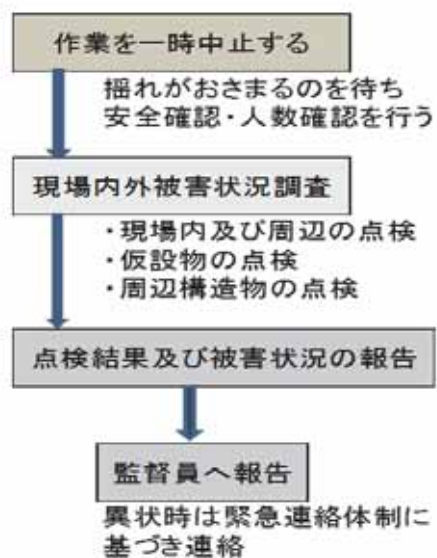 作業を一時中止する
揺れがおさまるのを待ち
安全確認・人数確認を行う
現場内外被害状況調査
・現場内及び周辺の点検
・仮設物の点検
・周辺構造物の点検
点検結果及び被害状況の報告
監督員へ報告
異状時は緊急連絡体制に
基づき連絡